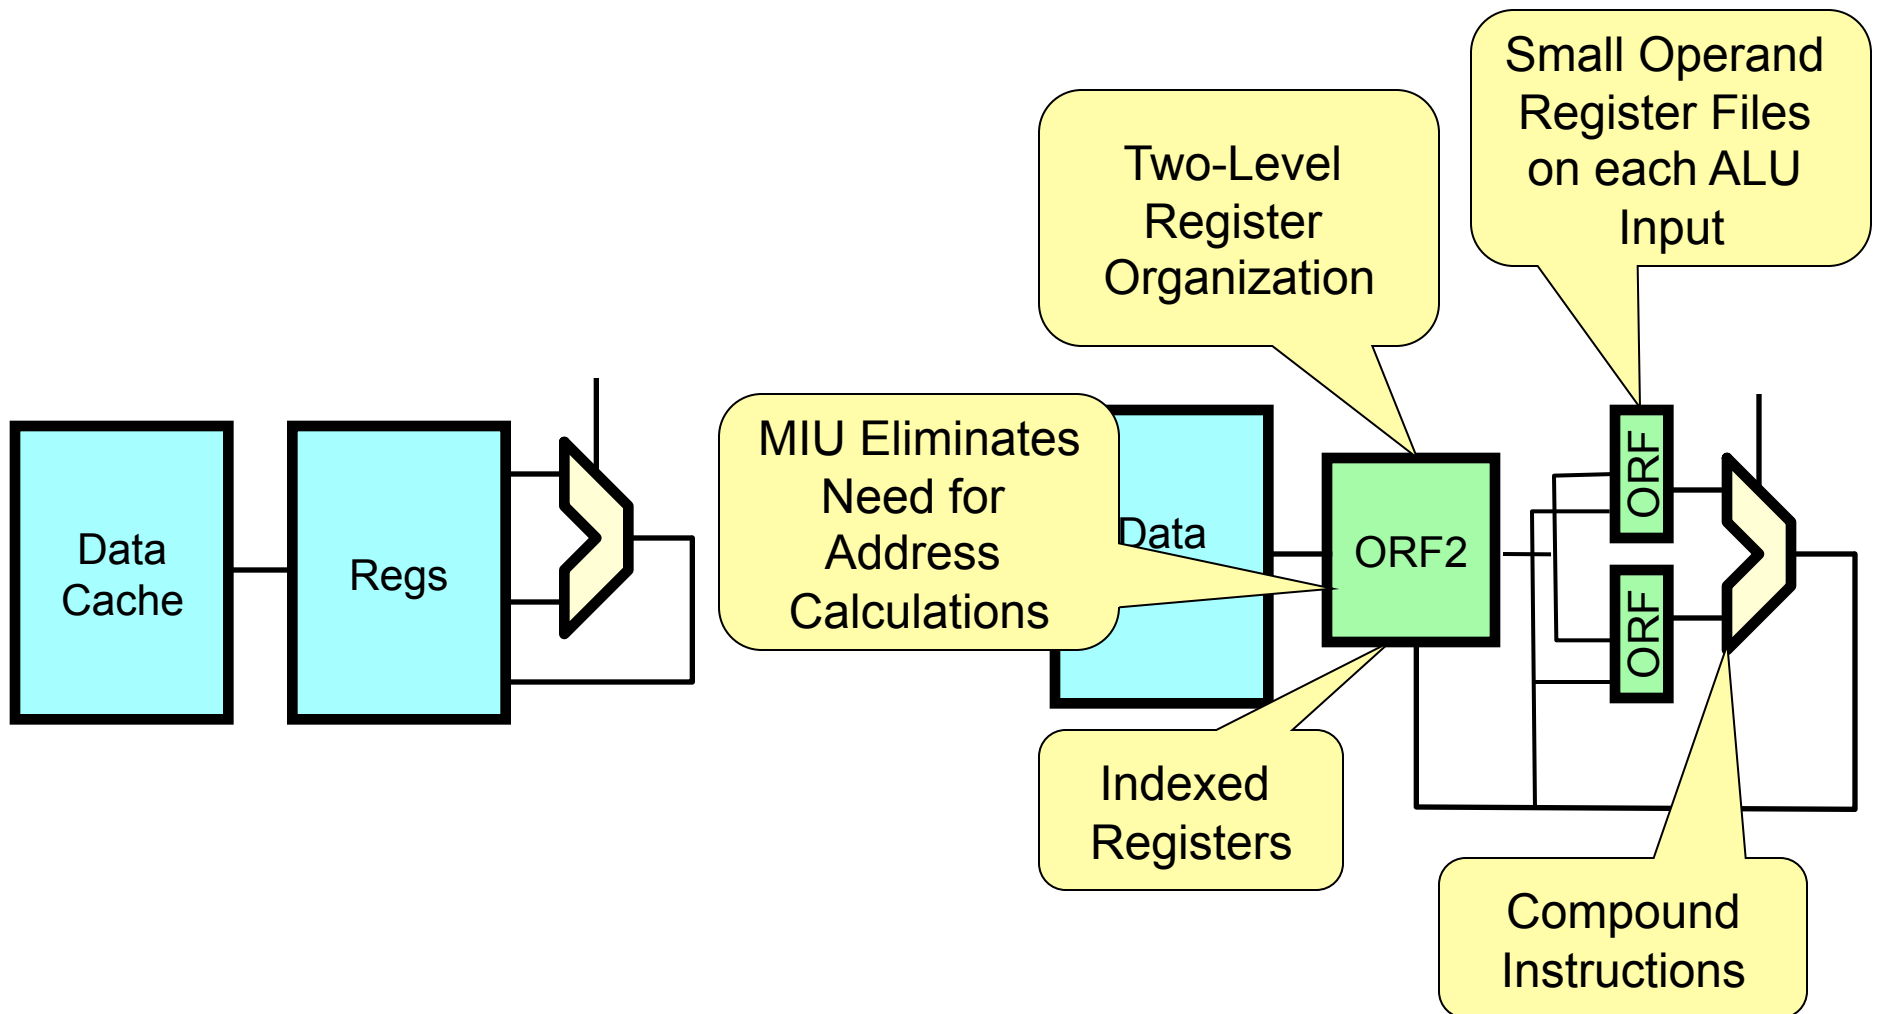 Small Operand
Register Files
on each ALU
Input
Two-Level
Register
Organization
MIU Eliminates
Need for
Address
Calculations
Data
Cache
Regs
Data
ORF2
ORF
ORF
Indexed
Registers
Compound
Instructions